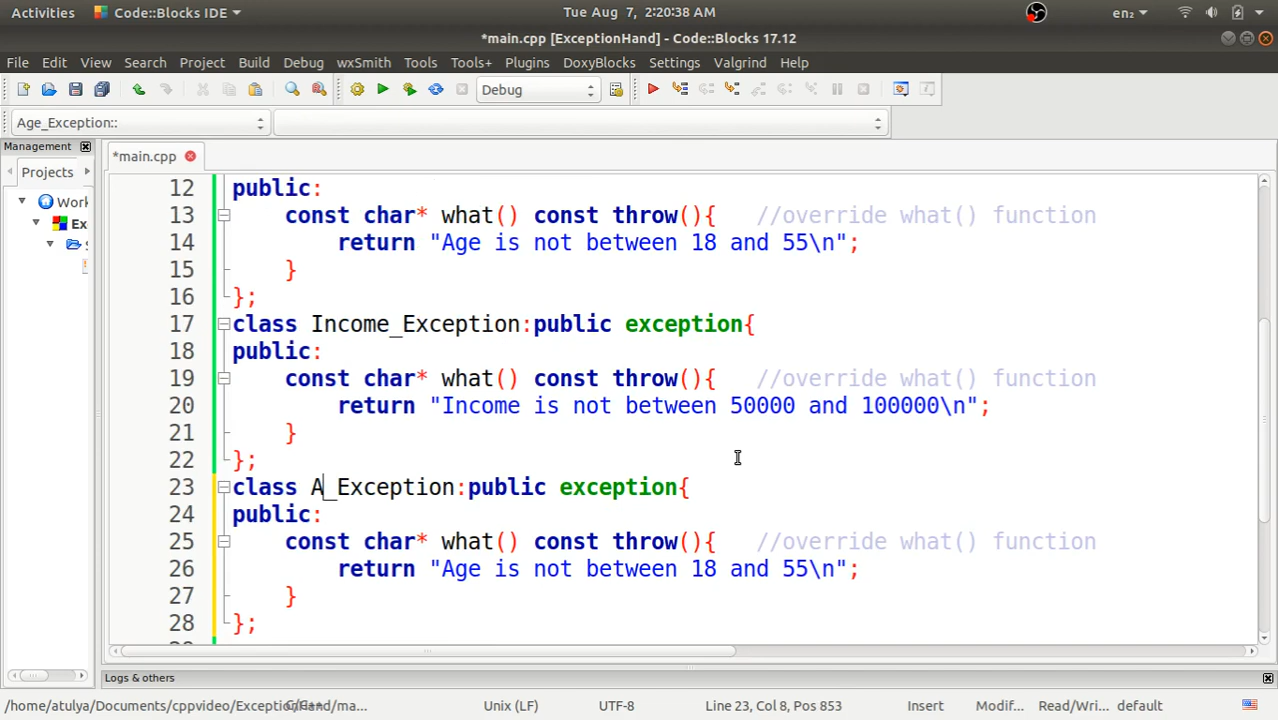 Activities Code::Blocks IDE Tue Aug 7, 2:20:38 AM en₂
*main.cpp [ExceptionHand] - Code::Blocks 17.12
File Edit View Search Project Build Debug wxSmith Tools Tools+ Plugins DoxyBlocks Settings Valgrind Help
Debug
Age_Exception::
Management
*main.cpp
Projects
Work
Ex
12 public:
13 const char* what() const throw(){ //override what() function
14 return "Age is not between 18 and 55\n";
15 }
16 };
17 class Income_Exception:public exception{
18 public:
19 const char* what() const throw(){ //override what() function
20 return "Income is not between 50000 and 100000\n";
21 }
22 };
23 class A_Exception:public exception{
24 public:
25 const char* what() const throw(){ //override what() function
26 return "Age is not between 18 and 55\n";
27 }
28 };
Logs & others
Unix (LF) UTF-8 Line 23, Col 8, Pos 853 Insert Modif... Read/Wri... default